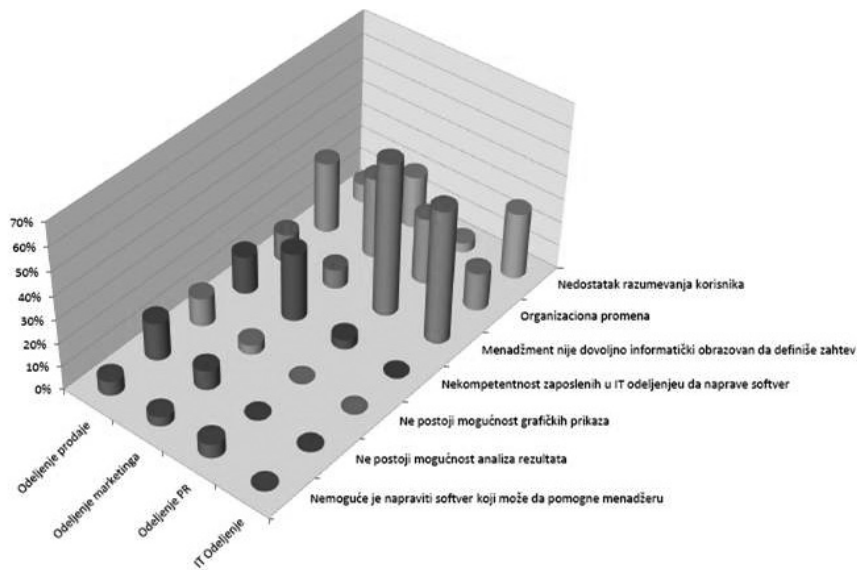 70%
60%
50%
40%
30%
20%
10%
0%
Odeljenje prodaje
Odeljenje marketinga
Odeljenje PR
IT Odeljenje
Nedostatak razumevanja korisnika
Organizaciona promena
Menadžment nije dovoljno informatički obrazovan da definiše zahtev
Nekompetentnost zaposlenih u IT odeljenjeu da naprave softver
Ne postoji mogućnost grafičkih prikaza
Ne postoji mogućnost analiza rezultata
Nemoguće je napraviti softver koji može da pomogne menadžeru